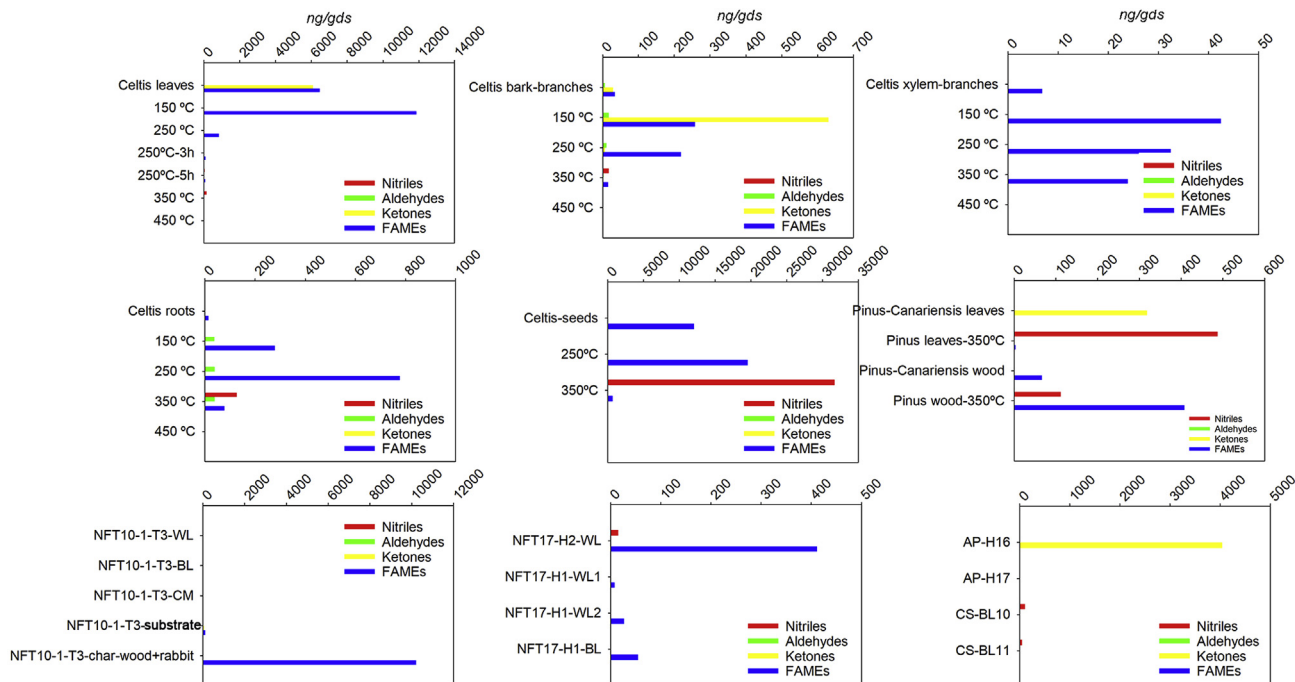 ng/gds
0 2000 4000 6000 8000 10000 12000 14000
Celtis leaves
150 ºC
250 ºC
250ºC-3h
250ºC-5h
350 ºC
450 ºC
Nitriles
Aldehydes
Ketones
FAMEs
ng/gds
0 100 200 300 400 500 600 700
Celtis bark-branches
150 ºC
250 ºC
350 ºC
450 ºC
Nitriles
Aldehydes
Ketones
FAMEs
ng/gds
0 10 20 30 40 50
Celtis xylem-branches
150 ºC
250 ºC
350 ºC
450 ºC
Nitriles
Aldehydes
Ketones
FAMEs
0 200 400 600 800 1000
Celtis roots
150 ºC
250 ºC
350 ºC
450 ºC
Nitriles
Aldehydes
Ketones
FAMEs
0 5000 10000 15000 20000 25000 30000 35000
Celtis-seeds
250ºC
350ºC
Nitriles
Aldehydes
Ketones
FAMEs
0 100 200 300 400 500 600
Pinus-Canariensis leaves
Pinus leaves-350ºC
Pinus-Canariensis wood
Pinus wood-350ºC
Nitriles
Aldehydes
Ketones
FAMEs
0 2000 4000 6000 8000 10000 12000
NFT10-1-T3-WL
NFT10-1-T3-BL
NFT10-1-T3-CM
NFT10-1-T3-substrate
NFT10-1-T3-char-wood+rabbit
Nitriles
Aldehydes
Ketones
FAMEs
0 100 200 300 400 500
NFT17-H2-WL
NFT17-H1-WL1
NFT17-H1-WL2
NFT17-H1-BL
Nitriles
Aldehydes
Ketones
FAMEs
0 1000 2000 3000 4000 5000
AP-H16
AP-H17
CS-BL10
CS-BL11
Nitriles
Aldehydes
Ketones
FAMEs